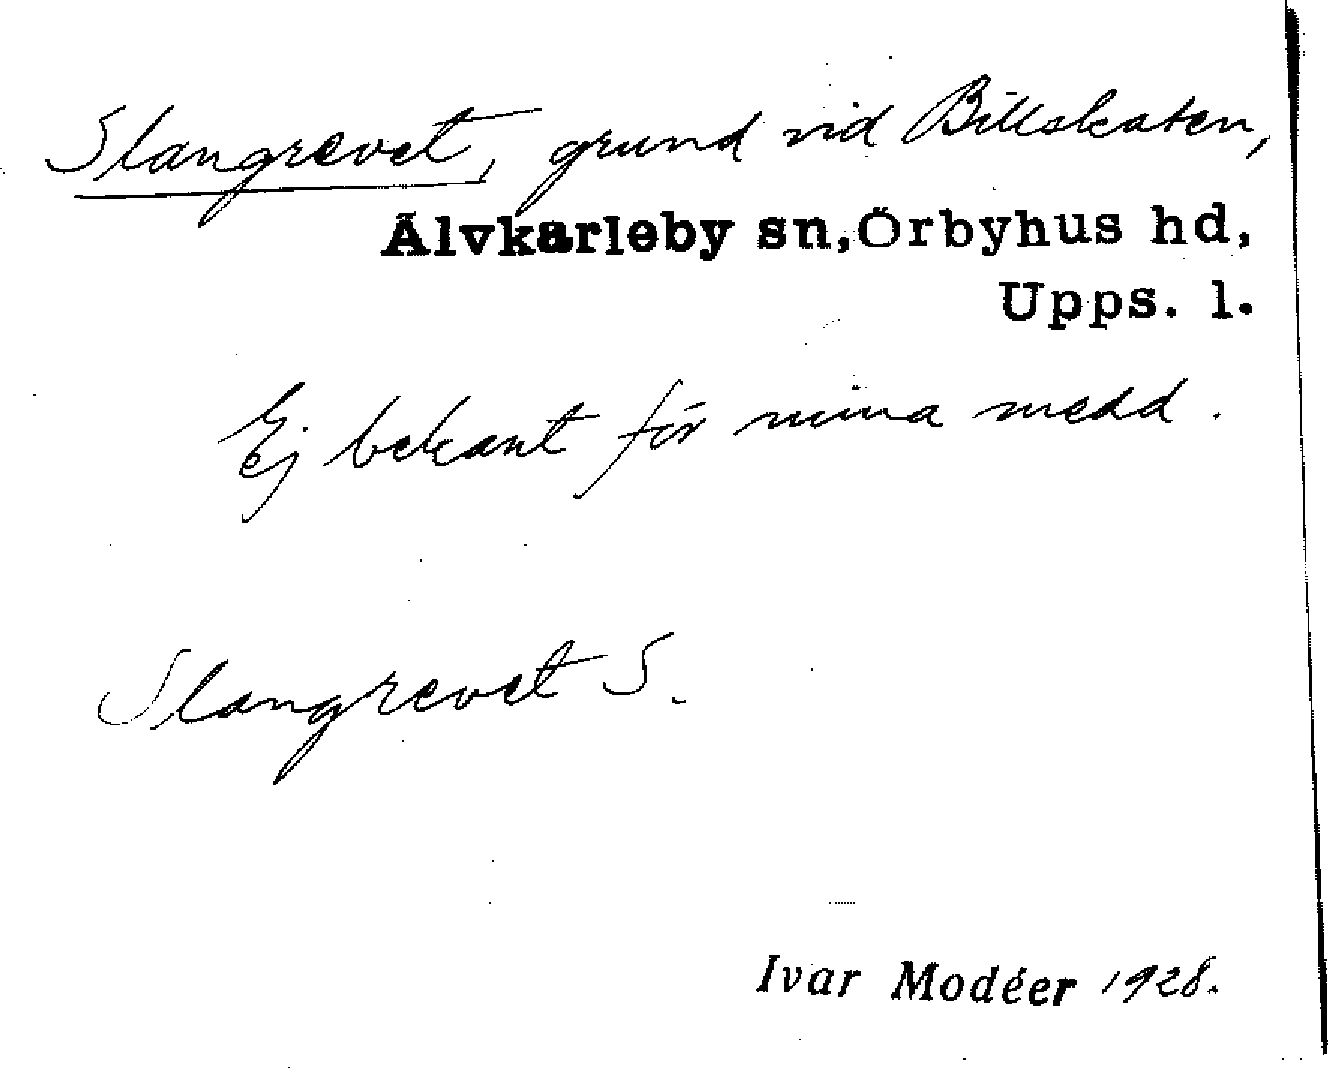 Slangrevet, grund vid Billskaten,
Älvkarleby sn, Örbyhus hd,
Upps. l.
Ej bekant för mina medd.
Slangrevet S.
Ivar Modéer 1928.